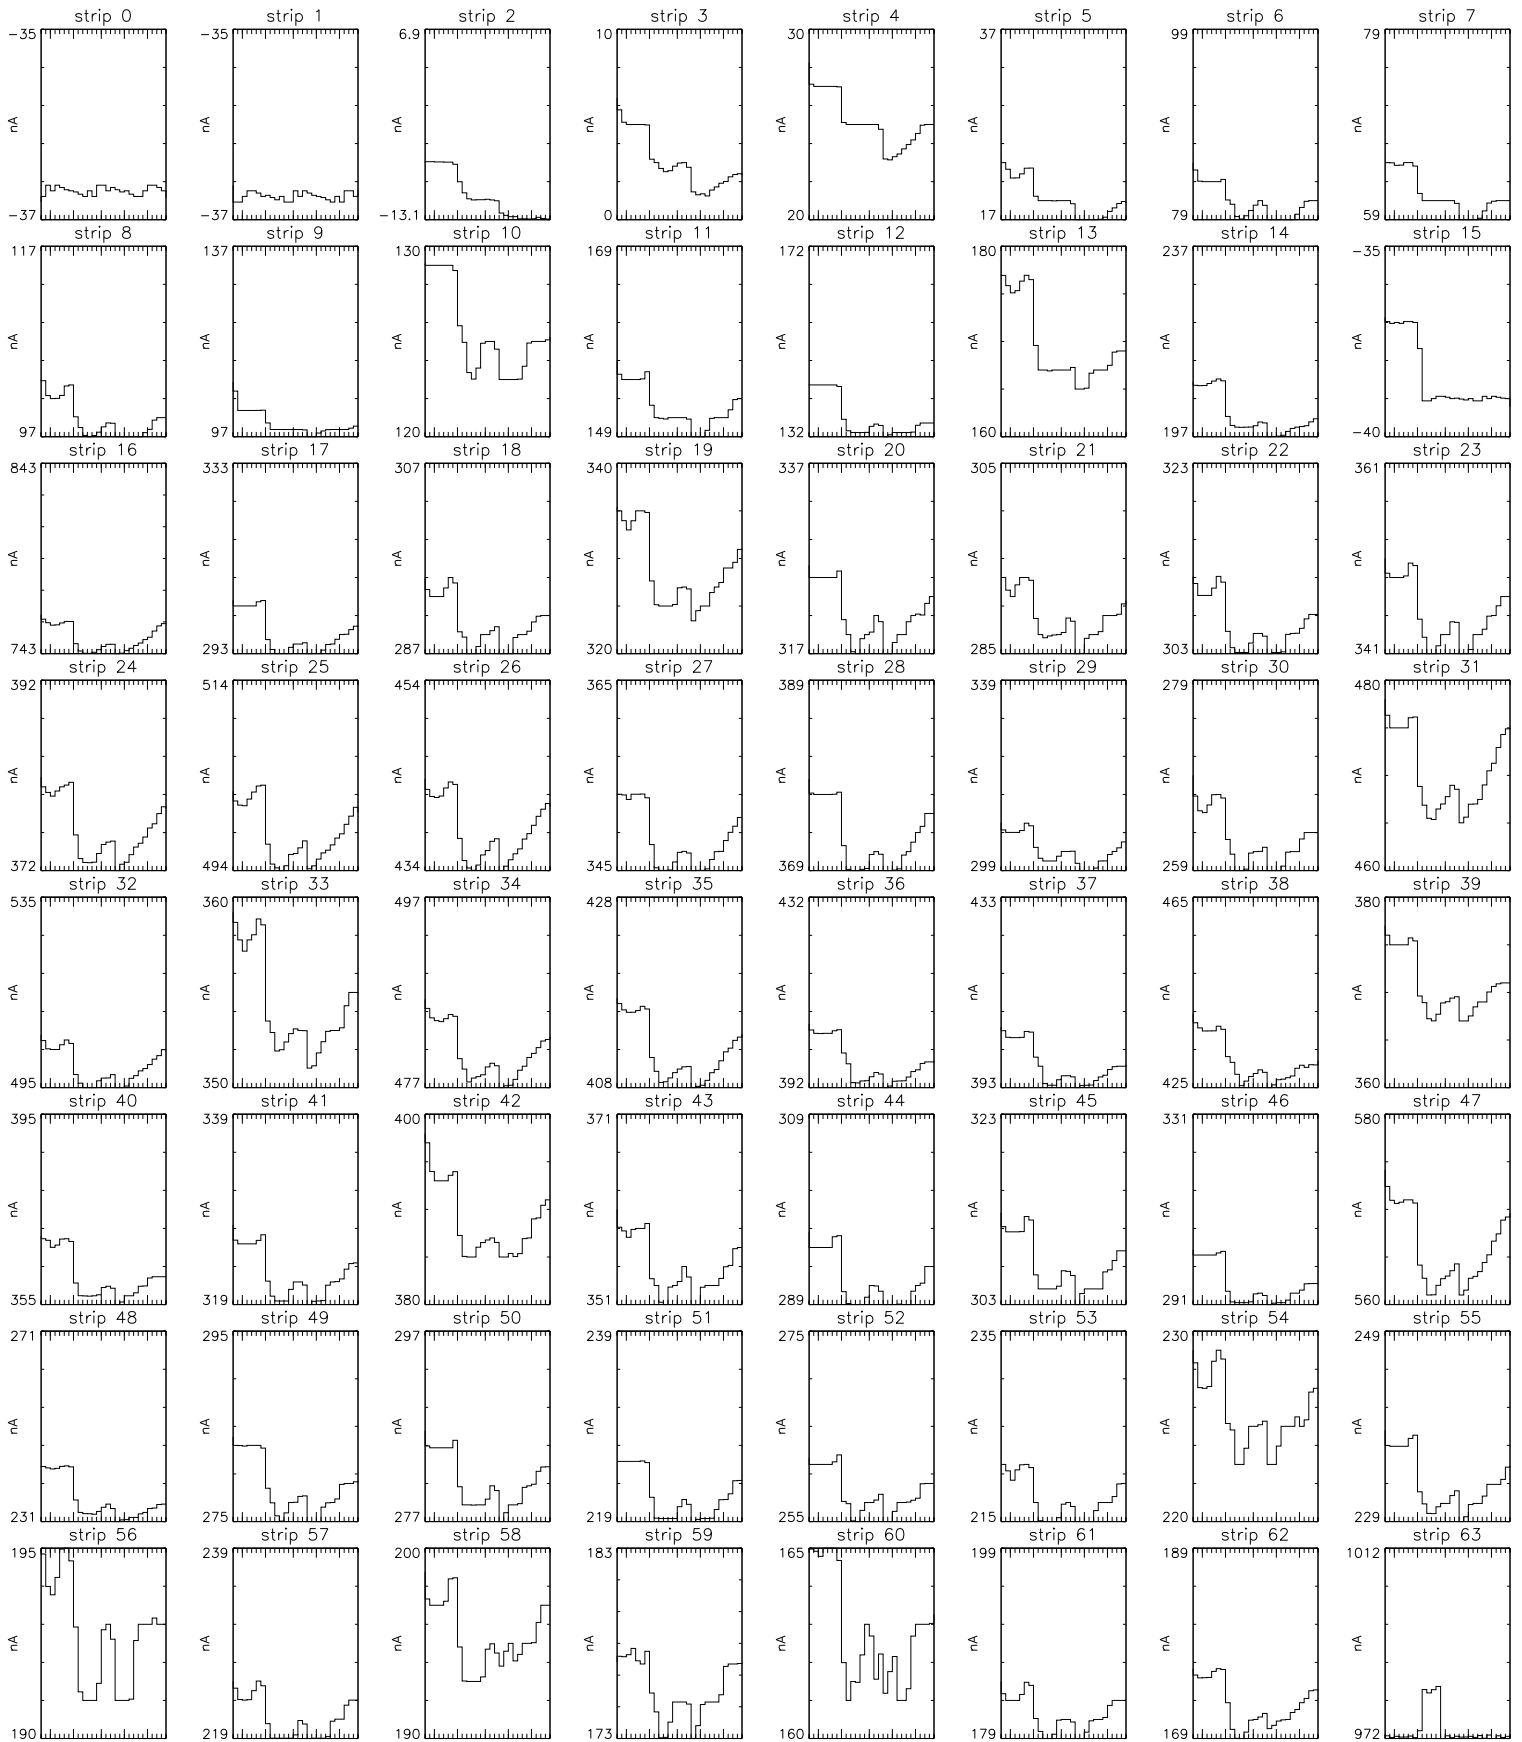 strip 0 strip 1 strip 2 strip 3 strip 4 strip 5 strip 6 strip 7
−35 −35 6.9 10 30 37 99 79
nA nA nA nA nA nA nA nA
−37 −37 −13.1 0 20 17 79 59
strip 8 strip 9 strip 10 strip 11 strip 12 strip 13 strip 14 strip 15
117 137 130 169 172 180 237 −35
nA nA nA nA nA nA nA nA
97 97 120 149 132 160 197 −40
strip 16 strip 17 strip 18 strip 19 strip 20 strip 21 strip 22 strip 23
843 333 307 340 337 305 323 361
nA nA nA nA nA nA nA nA
743 293 287 320 317 285 303 341
strip 24 strip 25 strip 26 strip 27 strip 28 strip 29 strip 30 strip 31
392 514 454 365 389 339 279 480
nA nA nA nA nA nA nA nA
372 494 434 345 369 299 259 460
strip 32 strip 33 strip 34 strip 35 strip 36 strip 37 strip 38 strip 39
535 360 497 428 432 433 465 380
nA nA nA nA nA nA nA nA
495 350 477 408 392 393 425 360
strip 40 strip 41 strip 42 strip 43 strip 44 strip 45 strip 46 strip 47
395 339 400 371 309 323 331 580
nA nA nA nA nA nA nA nA
355 319 380 351 289 303 291 560
strip 48 strip 49 strip 50 strip 51 strip 52 strip 53 strip 54 strip 55
271 295 297 239 275 235 230 249
nA nA nA nA nA nA nA nA
231 275 277 219 255 215 220 229
strip 56 strip 57 strip 58 strip 59 strip 60 strip 61 strip 62 strip 63
195 239 200 183 165 199 189 1012
nA nA nA nA nA nA nA nA
190 219 190 173 160 179 169 972